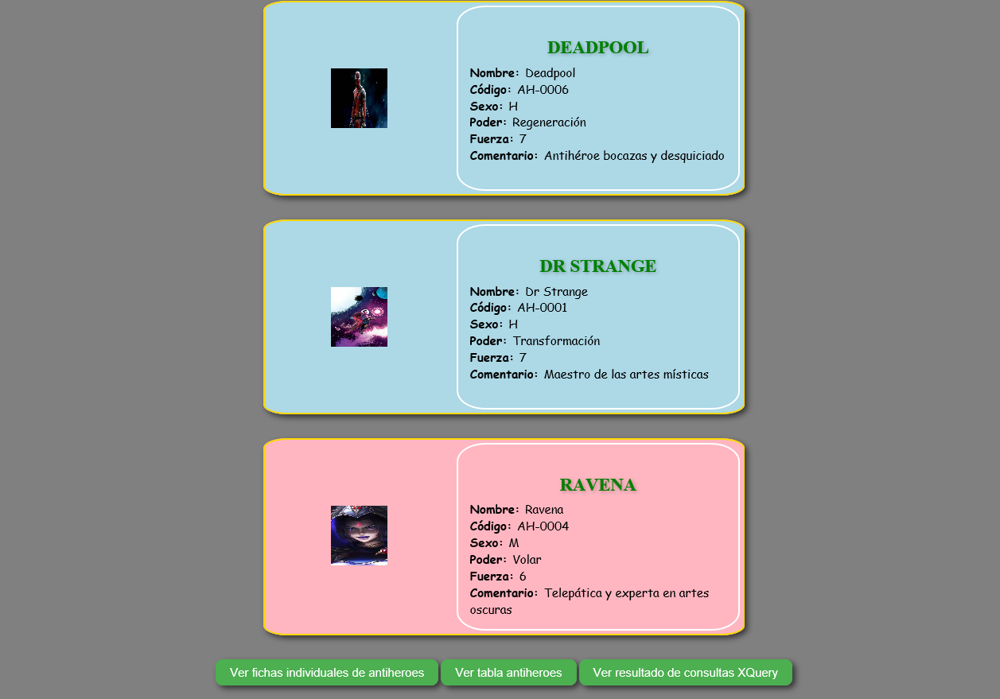 DEADPOOL
Nombre: Deadpool
Código: AH-0006
Sexo: H
Poder: Regeneración
Fuerza: 7
Comentario: Antihéroe bocazas y desquiciado
DR STRANGE
Nombre: Dr Strange
Código: AH-0001
Sexo: H
Poder: Transformación
Fuerza: 7
Comentario: Maestro de las artes místicas
RAVENA
Nombre: Ravena
Código: AH-0004
Sexo: M
Poder: Volar
Fuerza: 6
Comentario: Telepática y experta en artes
oscuras
Ver fichas individuales de antiheroes Ver tabla antiheroes Ver resultado de consultas XQuery